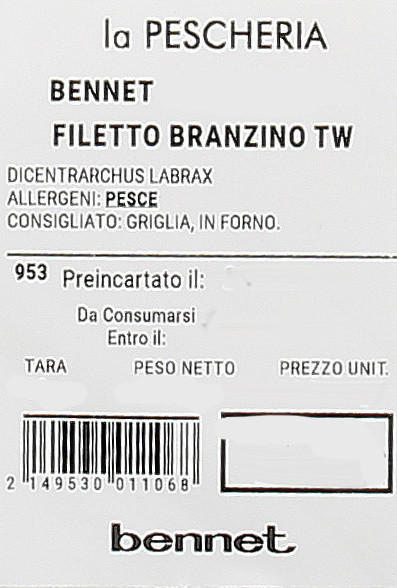 la PESCHERIA
BENNET
FILETTO BRANZINO TW
DICENTRARCHUS LABRAX
ALLERGENI: PESCE
CONSIGLIATO: GRIGLIA, IN FORNO.
953 Preincartato il:
Da Consumarsi
Entro il:
TARA PESO NETTO PREZZO UNIT.
2 149530 011068
bennet